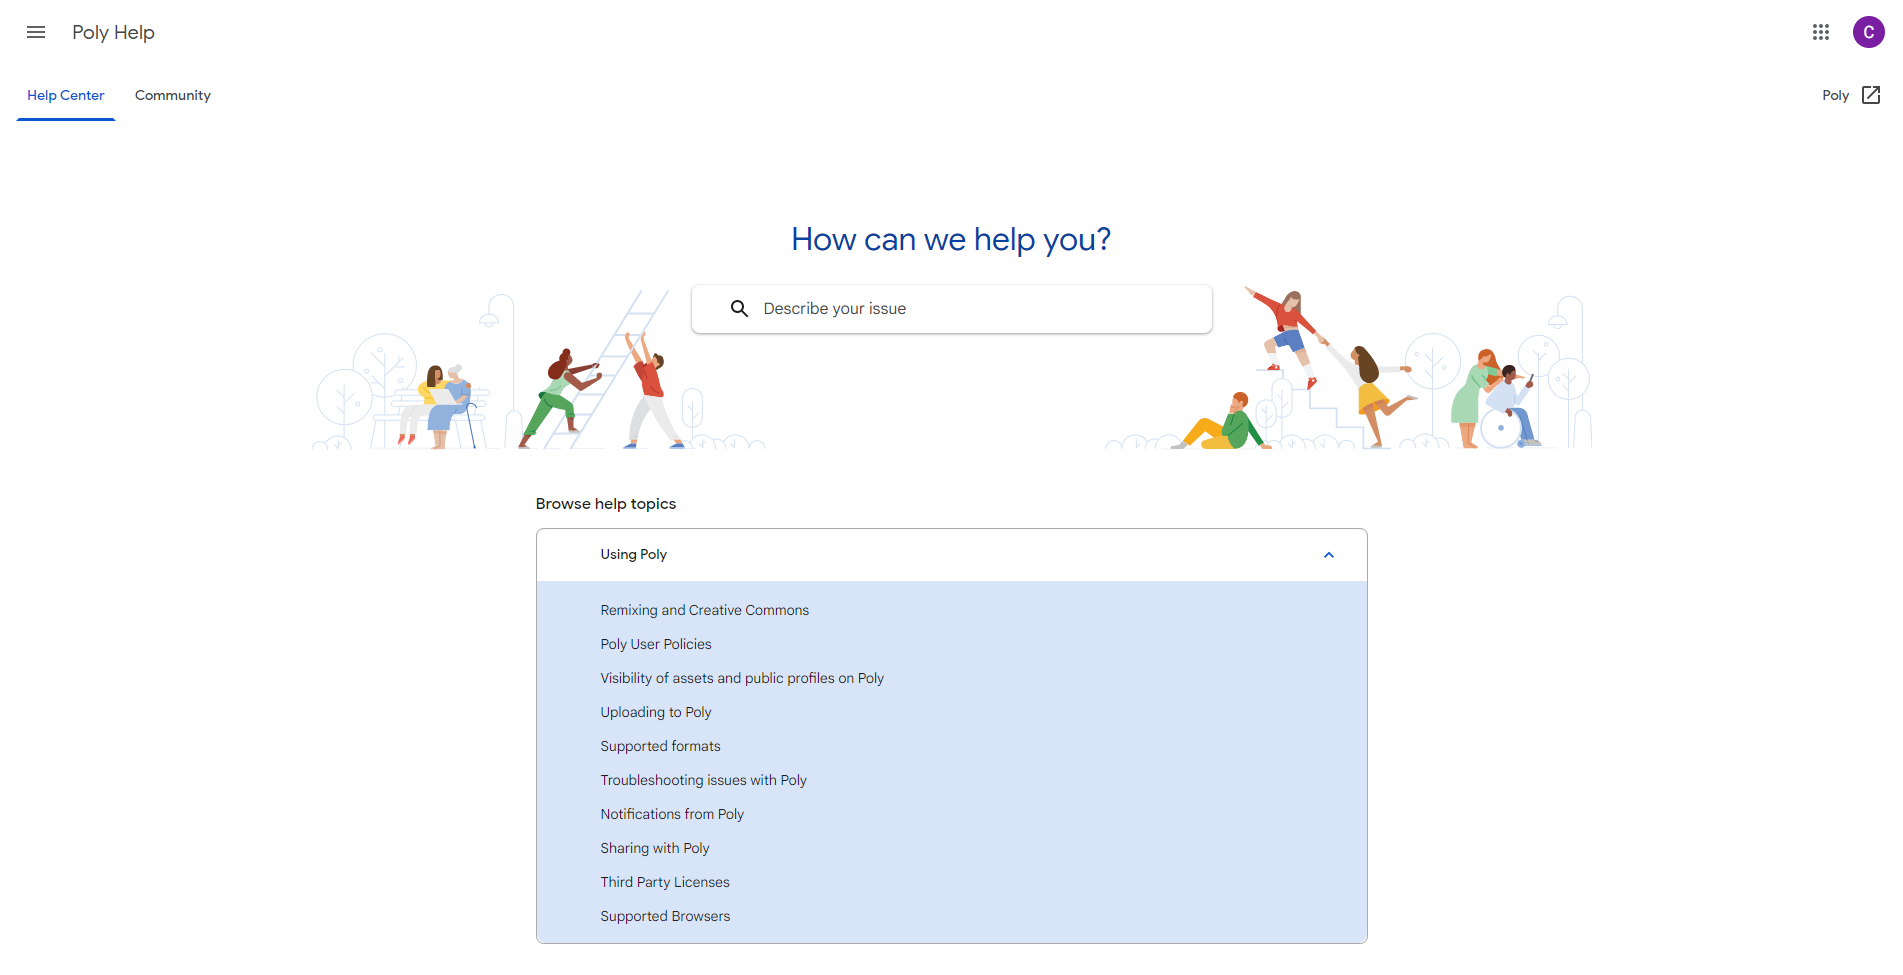 Poly Help
C
Help Center
Community
Poly
How can we help you?
Describe your issue
Browse help topics
Using Poly
Remixing and Creative Commons
Poly User Policies
Visibility of assets and public profiles on Poly
Uploading to Poly
Supported formats
Troubleshooting issues with Poly
Notifications from Poly
Sharing with Poly
Third Party Licenses
Supported Browsers